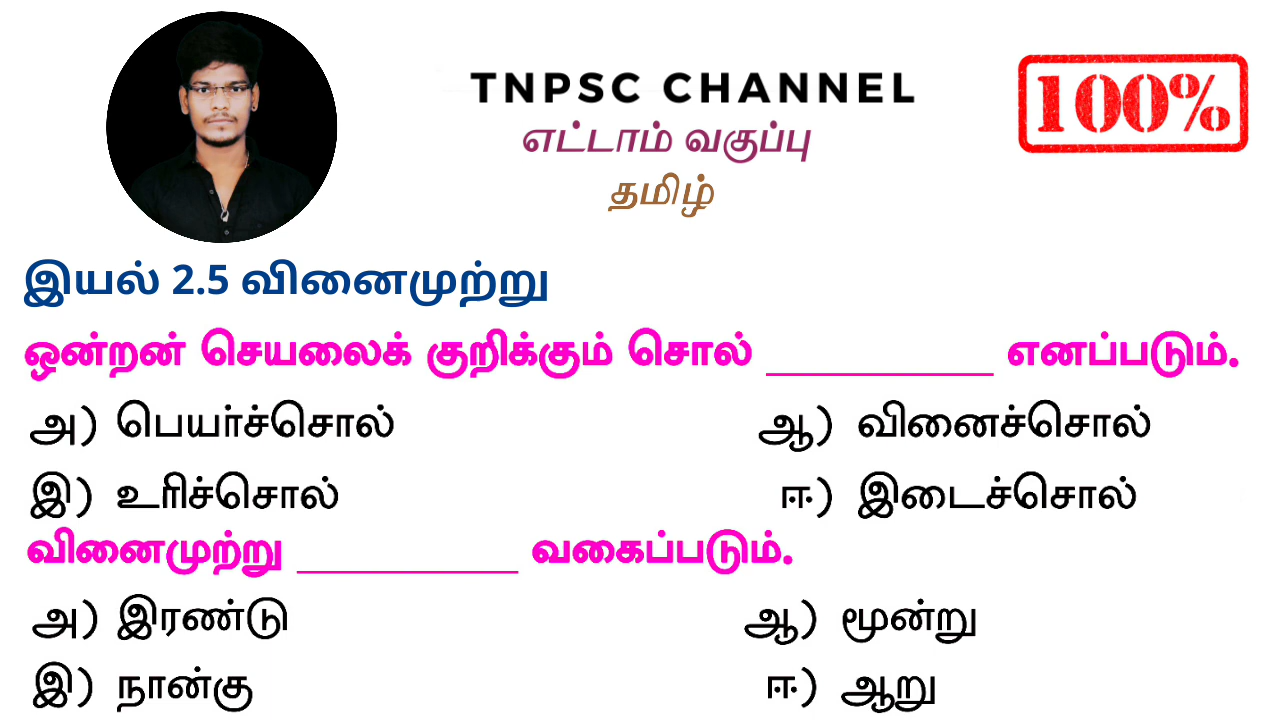 TNPSC CHANNEL
100%
எட்டாம் வகுப்பு
தமிழ்
இயல் 2.5 வினைமுற்று
ஒன்றன் செயலைக் குறிக்கும் சொல் __________ எனப்படும்.
அ) பெயர்ச்சொல் ஆ) வினைச்சொல்
இ) உரிச்சொல் ஈ) இடைச்சொல்
வினைமுற்று __________ வகைப்படும்.
அ) இரண்டு ஆ) மூன்று
இ) நான்கு ஈ) ஆறு